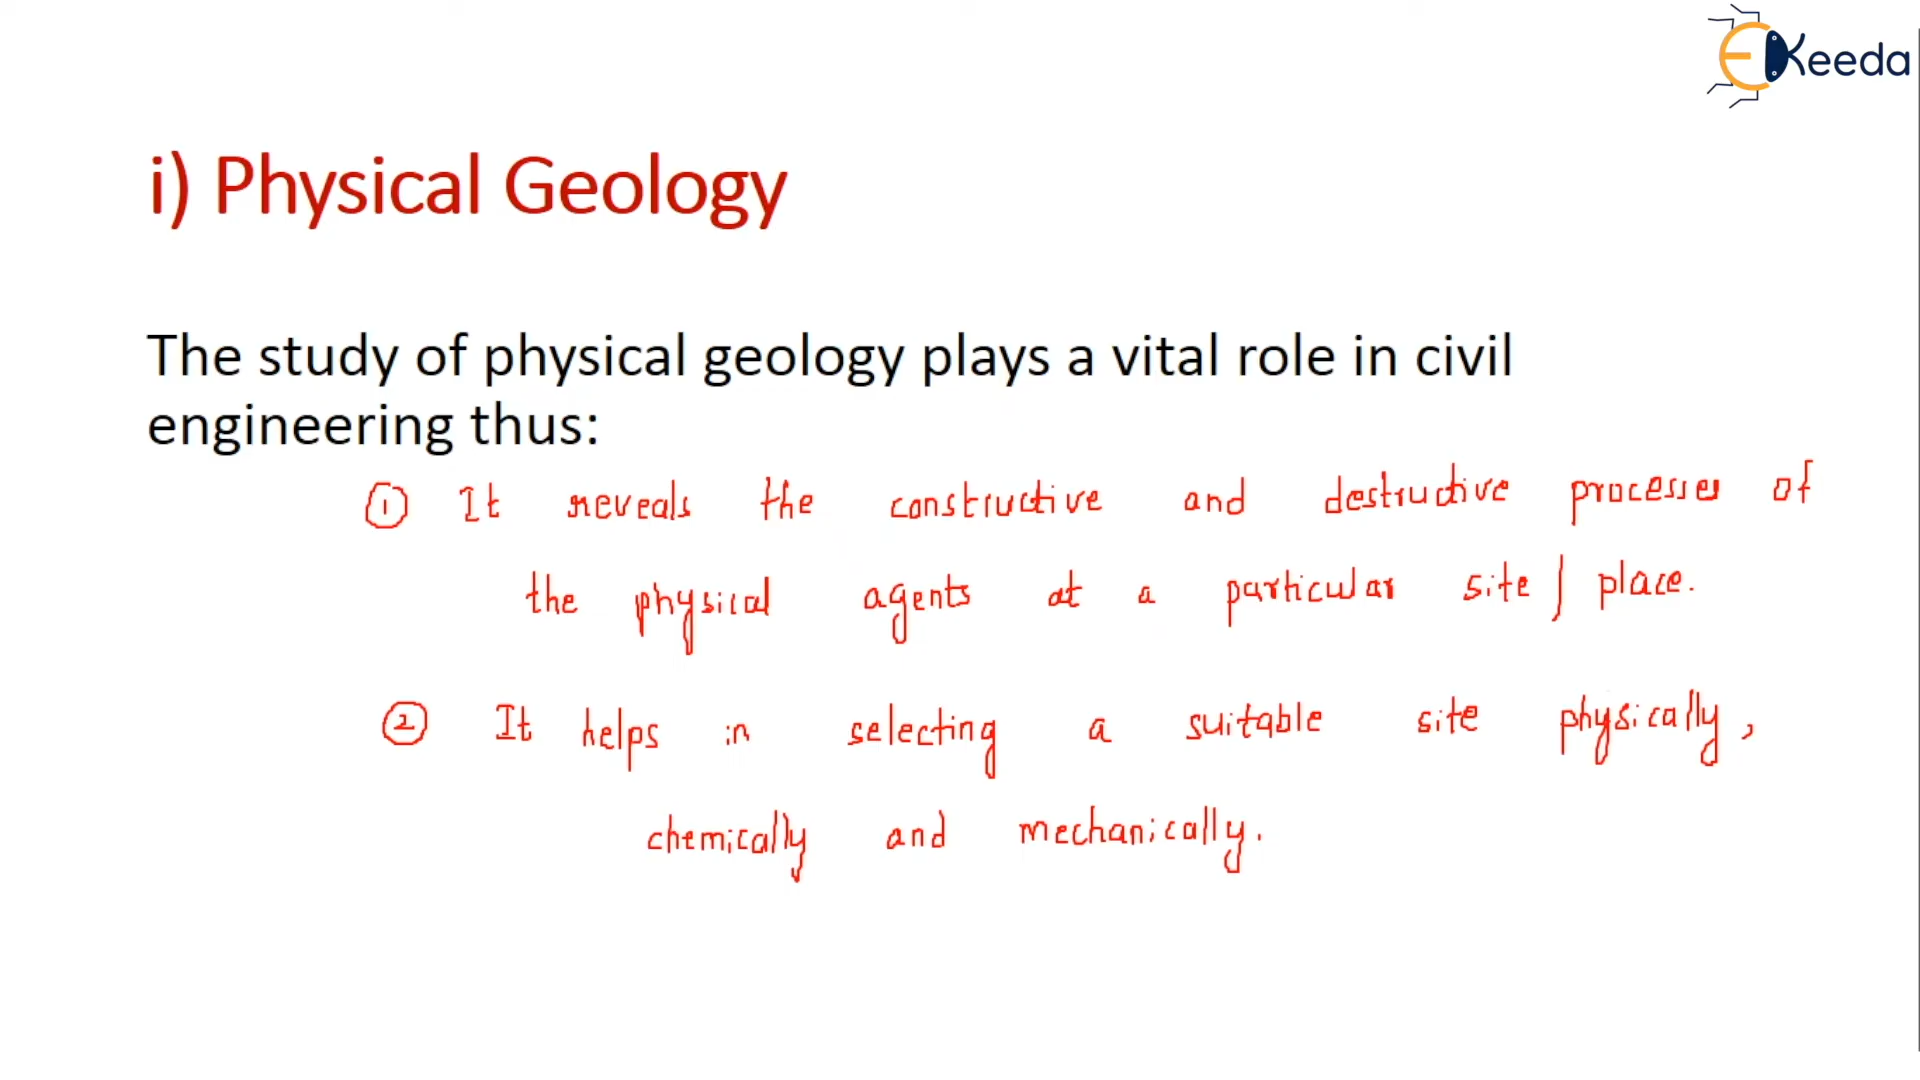 EKeeda
i) Physical Geology
The study of physical geology plays a vital role in civil
engineering thus:
① It reveals the constructive and destructive processes of
the physical agents at a particular site / place.
② It helps in selecting a suitable site physically,
chemically and mechanically.